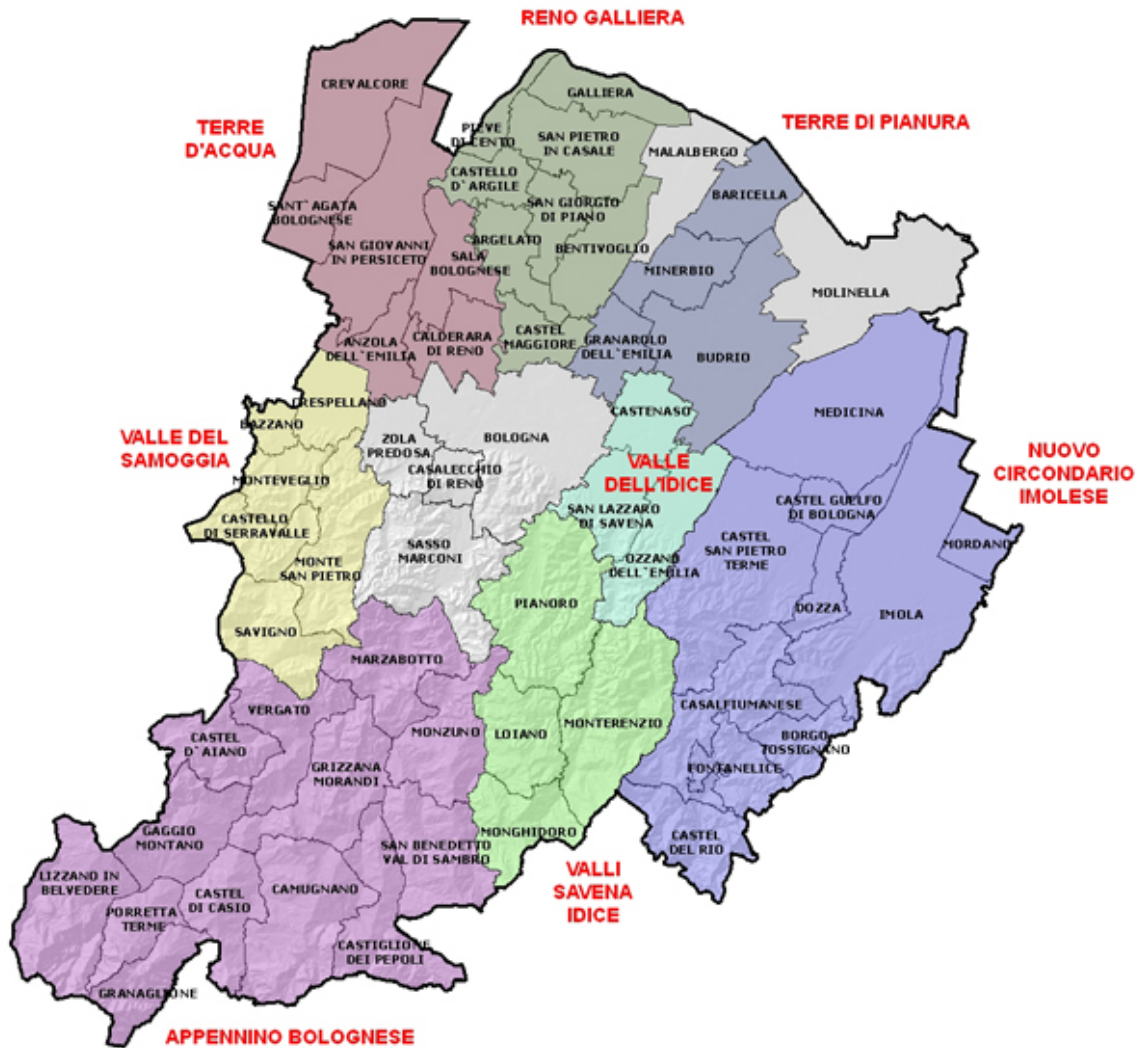 RENO GALLIERA
CREVALCORE
GALLIERA
TERRE
D'ACQUA
TERRE DI PIANURA
PIEVE
DI CENTO
SAN PIETRO
IN CASALE
MALALBERGO
CASTELLO
D`ARGILE
BARICELLA
SANT`AGATA
BOLOGNESE
SAN GIORGIO
DI PIANO
SAN GIOVANNI
IN PERSICETO
ARGELATO
BENTIVOGLIO
SALA
BOLOGNESE
MINERBIO
MOLINELLA
ANZOLA
DELL`EMILIA
CALDERARA
DI RENO
CASTEL
MAGGIORE
GRANAROLO
DELL`EMILIA
BUDRIO
CRESPELLANO
BAZZANO
CASTENASO
MEDICINA
VALLE DEL
SAMOGGIA
ZOLA
PREDOSA
BOLOGNA
CASALECCHIO
DI RENO
VALLE
DELL'IDICE
NUOVO
CIRCONDARIO
IMOLESE
MONTEVEGLIO
CASTEL GUELFO
DI BOLOGNA
CASTELLO
DI SERRAVALLE
SAN LAZZARO
DI SAVENA
CASTEL
SAN PIETRO
TERME
MORDANO
SASSO
MARCONI
MONTE
SAN PIETRO
OZZANO
DELL`EMILIA
PIANORO
DOZZA
IMOLA
SAVIGNO
MARZABOTTO
VERGATO
CASALFIUMANESE
MONTERENZIO
LOIANO
MONZUNO
CASTEL
D`AIANO
BORGO
TOSSIGNANO
GRIZZANA
MORANDI
FONTANELICE
GAGGIO
MONTANO
MONGHIDORO
CASTEL
DEL RIO
SAN BENEDETTO
VAL DI SAMBRO
LIZZANO IN
BELVEDERE
CASTEL
DI CASIO
CAMUGNANO
VALLI
SAVENA
IDICE
PORRETTA
TERME
CASTIGLIONE
DEI PEPOLI
GRANAGLIONE
APPENNINO BOLOGNESE